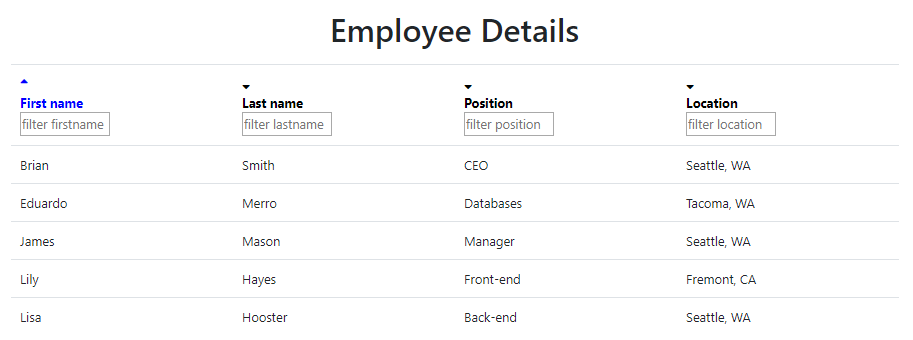 Employee Details
First name Last name Position Location
filter firstname filter lastname filter position filter location
Brian Smith CEO Seattle, WA
Eduardo Merro Databases Tacoma, WA
James Mason Manager Seattle, WA
Lily Hayes Front-end Fremont, CA
Lisa Hooster Back-end Seattle, WA